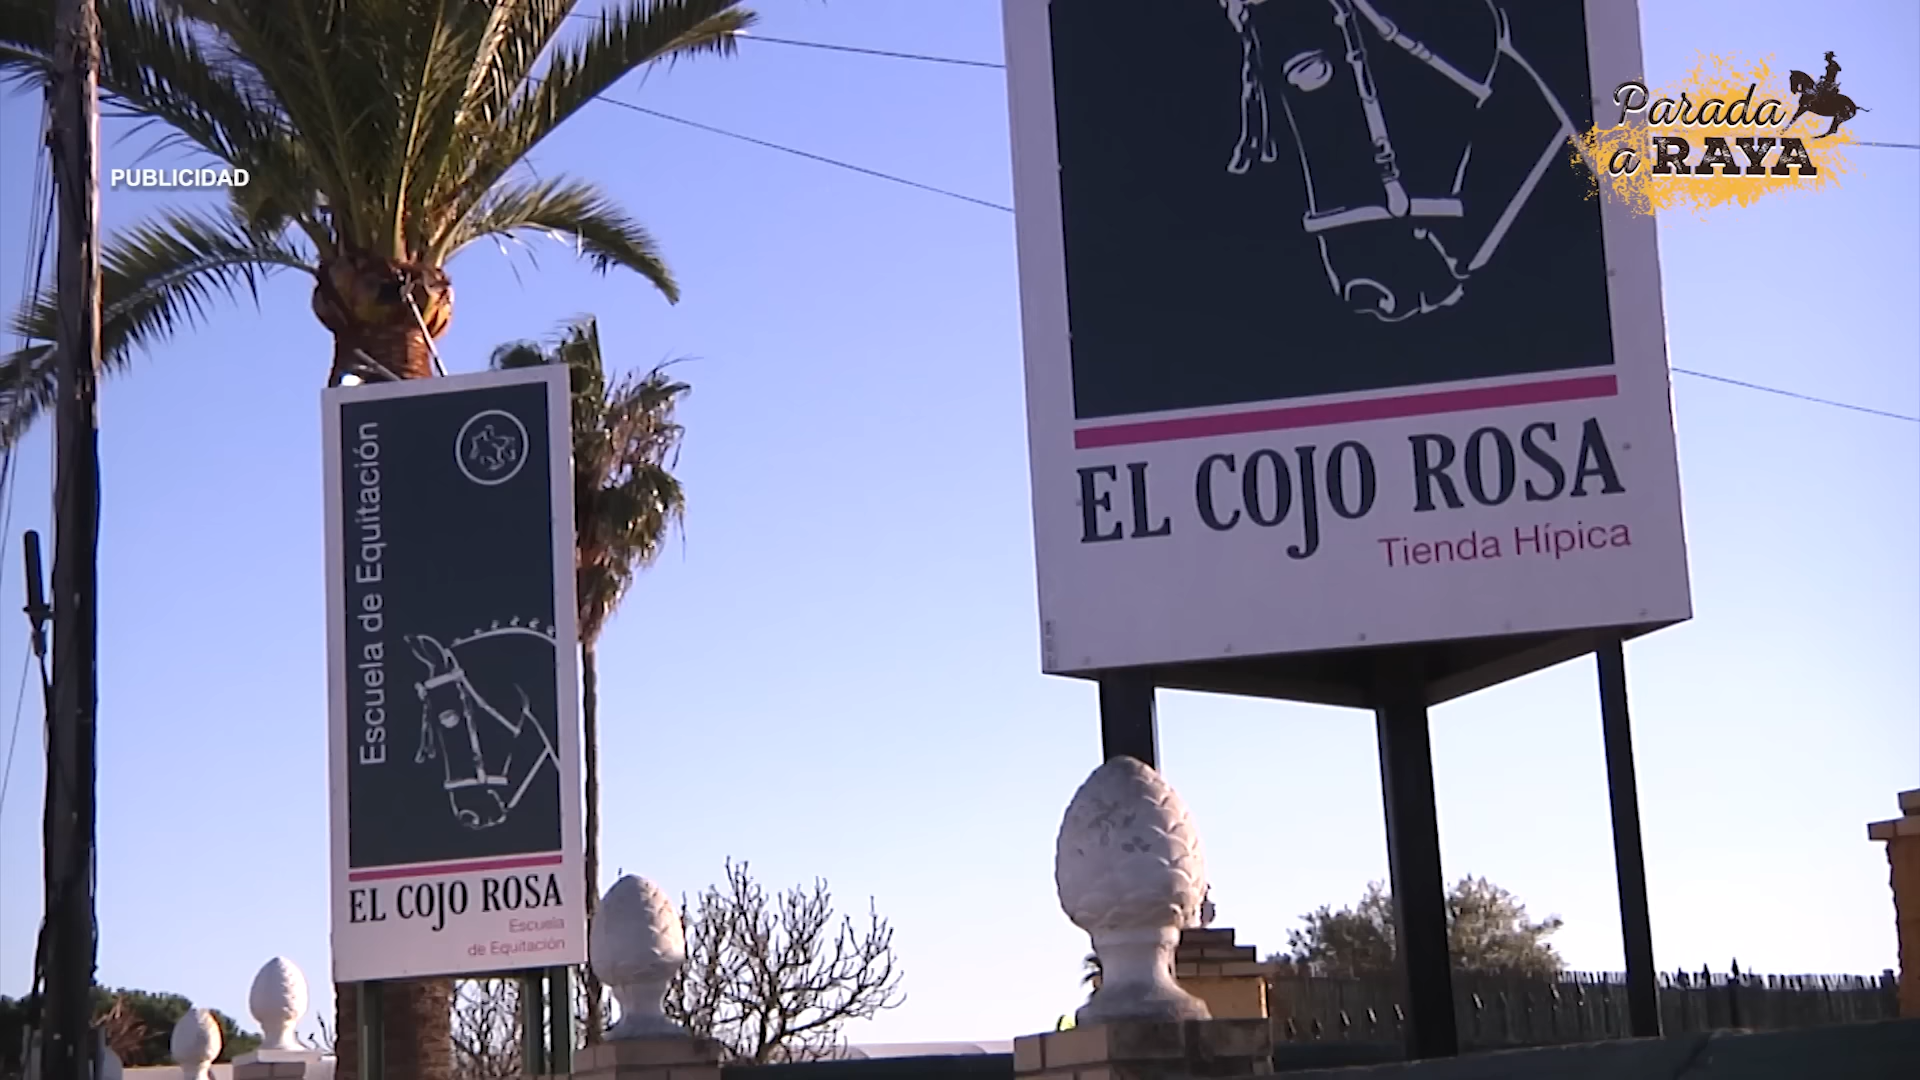 PUBLICIDAD
Parada
a RAYA
Escuela de Equitación
EL COJO ROSA
Escuela
de Equitación
EL COJO ROSA
Tienda Hípica